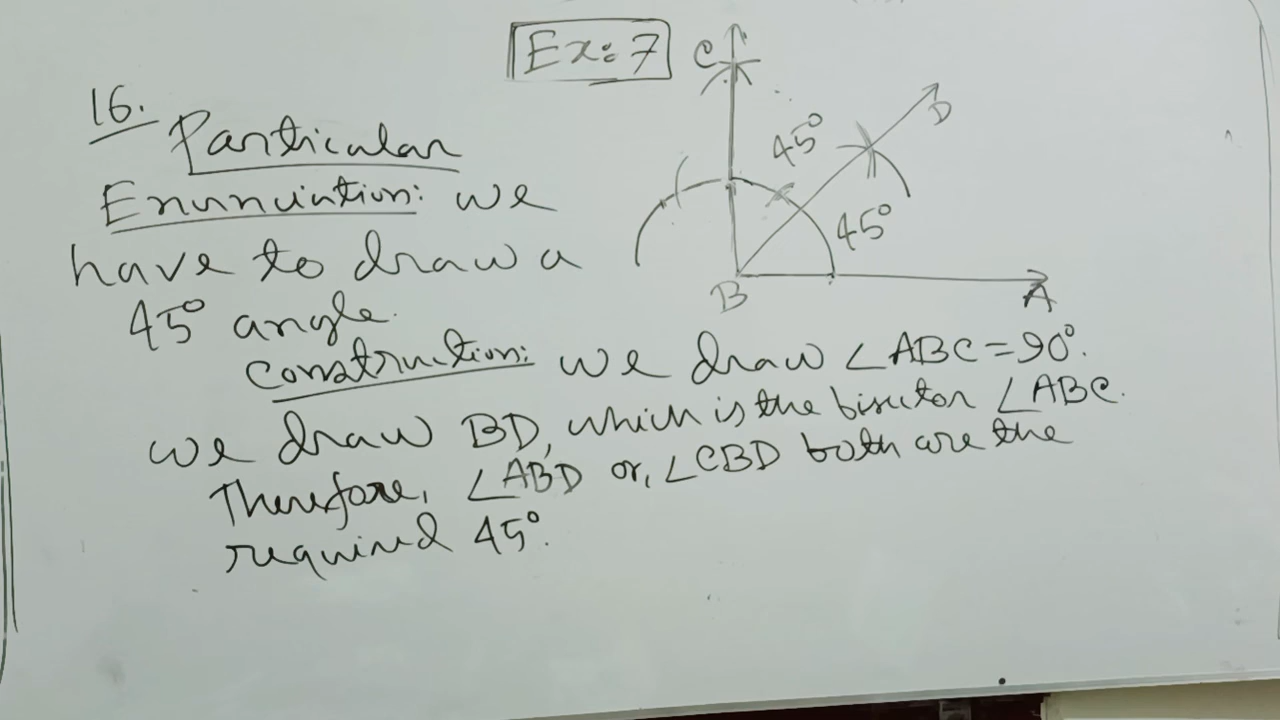 Ex: 7
16.
Particular
Enunciation: we
have to draw a
45° angle.
Construction: we draw ∠ABC = 90°.
we draw BD, which is the bisector ∠ABC.
Therefore, ∠ABD or, ∠CBD both are the
required 45°.
C
D
45°
45°
B
A